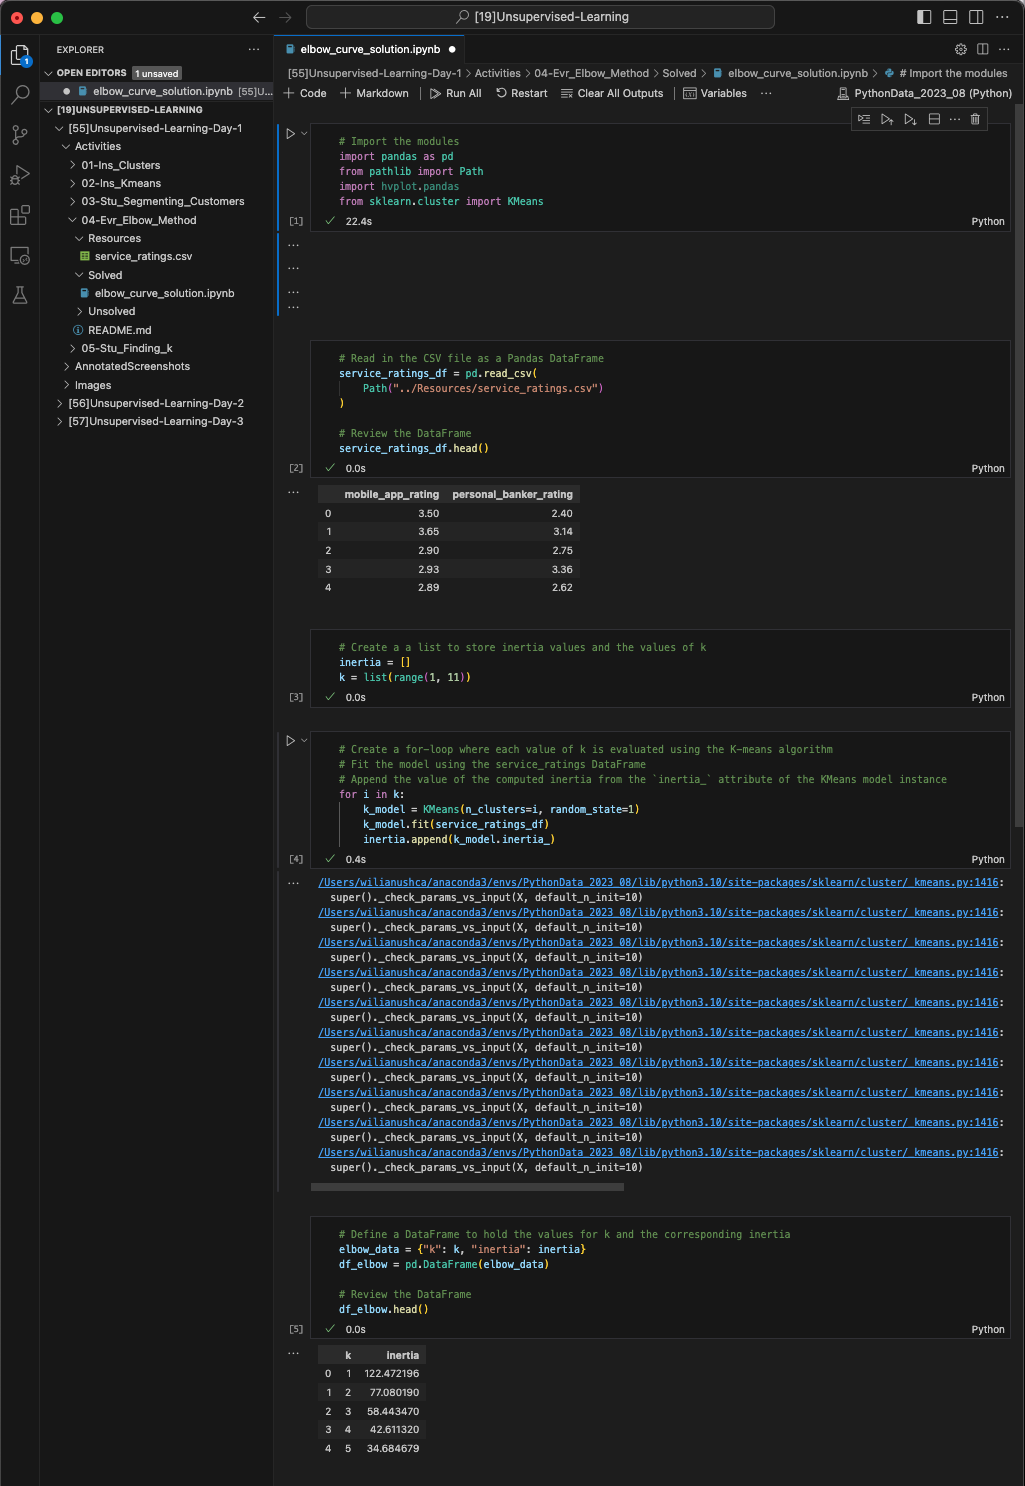 [19]Unsupervised-Learning
EXPLORER
OPEN EDITORS 1 unsaved
elbow_curve_solution.ipynb [55]U...
[19]UNSUPERVISED-LEARNING
[55]Unsupervised-Learning-Day-1
Activities
01-Ins_Clusters
02-Ins_Kmeans
03-Stu_Segmenting_Customers
04-Evr_Elbow_Method
Resources
service_ratings.csv
Solved
elbow_curve_solution.ipynb
Unsolved
README.md
05-Stu_Finding_k
AnnotatedScreenshots
Images
[56]Unsupervised-Learning-Day-2
[57]Unsupervised-Learning-Day-3
1
elbow_curve_solution.ipynb
[55]Unsupervised-Learning-Day-1 > Activities > 04-Evr_Elbow_Method > Solved > elbow_curve_solution.ipynb > # Import the modules
+ Code + Markdown Run All Restart Clear All Outputs Variables ... PythonData_2023_08 (Python)
# Import the modules
import pandas as pd
from pathlib import Path
import hvplot.pandas
from sklearn.cluster import KMeans
[1] 22.4s Python
# Read in the CSV file as a Pandas DataFrame
service_ratings_df = pd.read_csv(
Path("../Resources/service_ratings.csv")
)
# Review the DataFrame
service_ratings_df.head()
[2] 0.0s Python
mobile_app_rating personal_banker_rating
0 3.50 2.40
1 3.65 3.14
2 2.90 2.75
3 2.93 3.36
4 2.89 2.62
# Create a a list to store inertia values and the values of k
inertia = []
k = list(range(1, 11))
[3] 0.0s Python
# Create a for-loop where each value of k is evaluated using the K-means algorithm
# Fit the model using the service_ratings DataFrame
# Append the value of the computed inertia from the `inertia_` attribute of the KMeans model instance
for i in k:
k_model = KMeans(n_clusters=i, random_state=1)
k_model.fit(service_ratings_df)
inertia.append(k_model.inertia_)
[4] 0.4s Python
/Users/wilianushca/anaconda3/envs/PythonData_2023_08/lib/python3.10/site-packages/sklearn/cluster/_kmeans.py:1416:
super()._check_params_vs_input(X, default_n_init=10)
/Users/wilianushca/anaconda3/envs/PythonData_2023_08/lib/python3.10/site-packages/sklearn/cluster/_kmeans.py:1416:
super()._check_params_vs_input(X, default_n_init=10)
/Users/wilianushca/anaconda3/envs/PythonData_2023_08/lib/python3.10/site-packages/sklearn/cluster/_kmeans.py:1416:
super()._check_params_vs_input(X, default_n_init=10)
/Users/wilianushca/anaconda3/envs/PythonData_2023_08/lib/python3.10/site-packages/sklearn/cluster/_kmeans.py:1416:
super()._check_params_vs_input(X, default_n_init=10)
/Users/wilianushca/anaconda3/envs/PythonData_2023_08/lib/python3.10/site-packages/sklearn/cluster/_kmeans.py:1416:
super()._check_params_vs_input(X, default_n_init=10)
/Users/wilianushca/anaconda3/envs/PythonData_2023_08/lib/python3.10/site-packages/sklearn/cluster/_kmeans.py:1416:
super()._check_params_vs_input(X, default_n_init=10)
/Users/wilianushca/anaconda3/envs/PythonData_2023_08/lib/python3.10/site-packages/sklearn/cluster/_kmeans.py:1416:
super()._check_params_vs_input(X, default_n_init=10)
/Users/wilianushca/anaconda3/envs/PythonData_2023_08/lib/python3.10/site-packages/sklearn/cluster/_kmeans.py:1416:
super()._check_params_vs_input(X, default_n_init=10)
/Users/wilianushca/anaconda3/envs/PythonData_2023_08/lib/python3.10/site-packages/sklearn/cluster/_kmeans.py:1416:
super()._check_params_vs_input(X, default_n_init=10)
/Users/wilianushca/anaconda3/envs/PythonData_2023_08/lib/python3.10/site-packages/sklearn/cluster/_kmeans.py:1416:
super()._check_params_vs_input(X, default_n_init=10)
# Define a DataFrame to hold the values for k and the corresponding inertia
elbow_data = {"k": k, "inertia": inertia}
df_elbow = pd.DataFrame(elbow_data)
# Review the DataFrame
df_elbow.head()
[5] 0.0s Python
k inertia
0 1 122.472196
1 2 77.080190
2 3 58.443470
3 4 42.611320
4 5 34.684679